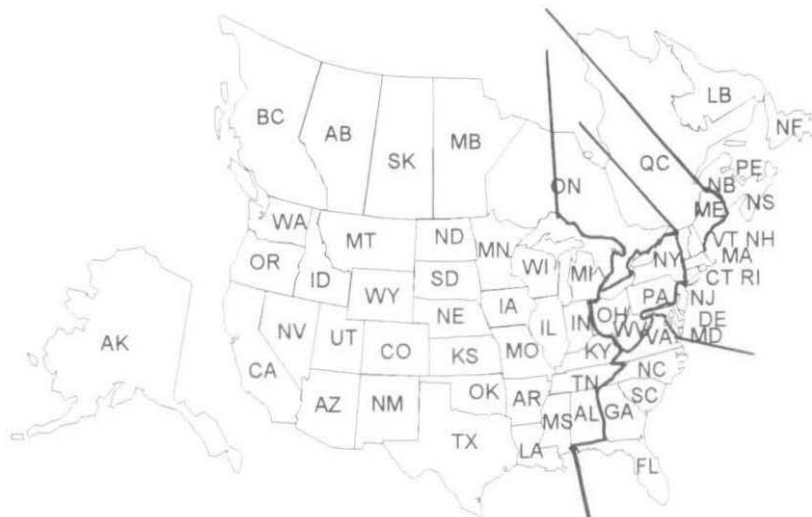 LB
BC
NF
AB
MB
SK
QC
PE
ON
NB
ME
NS
WA
ND
VT NH
MT
MN
NY
MA
OR
WI
MI
CT RI
ID
SD
WY
IA
PA
NJ
NE
OH
DE
NV
IL
IN
WV
MD
AK
UT
CO
VA
KS
MO
KY
CA
NC
TN
OK
AR
SC
AZ
NM
MS
AL
GA
TX
LA
FL